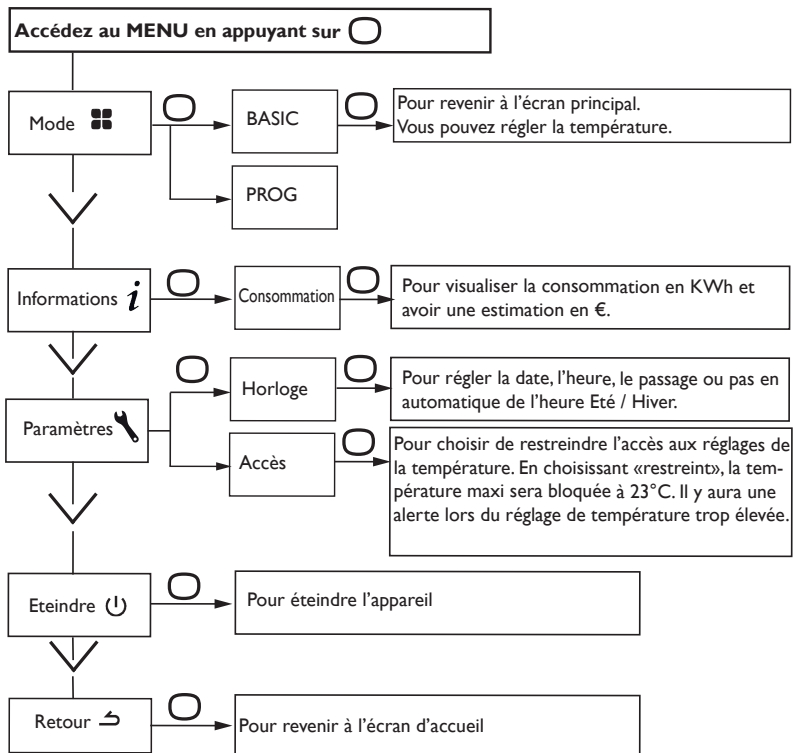 Accédez au MENU en appuyant sur
Mode
BASIC
Pour revenir à l'écran principal.
Vous pouvez régler la température.
PROG
Informations i
Consommation
Pour visualiser la consommation en KWh et
avoir une estimation en €.
Paramètres
Horloge
Pour régler la date, l'heure, le passage ou pas en
automatique de l'heure Eté / Hiver.
Accès
Pour choisir de restreindre l'accès aux réglages de
la température. En choisissant «restreint», la tem-
pérature maxi sera bloquée à 23°C. Il y aura une
alerte lors du réglage de température trop élevée.
Eteindre
Pour éteindre l'appareil
Retour
Pour revenir à l'écran d'accueil